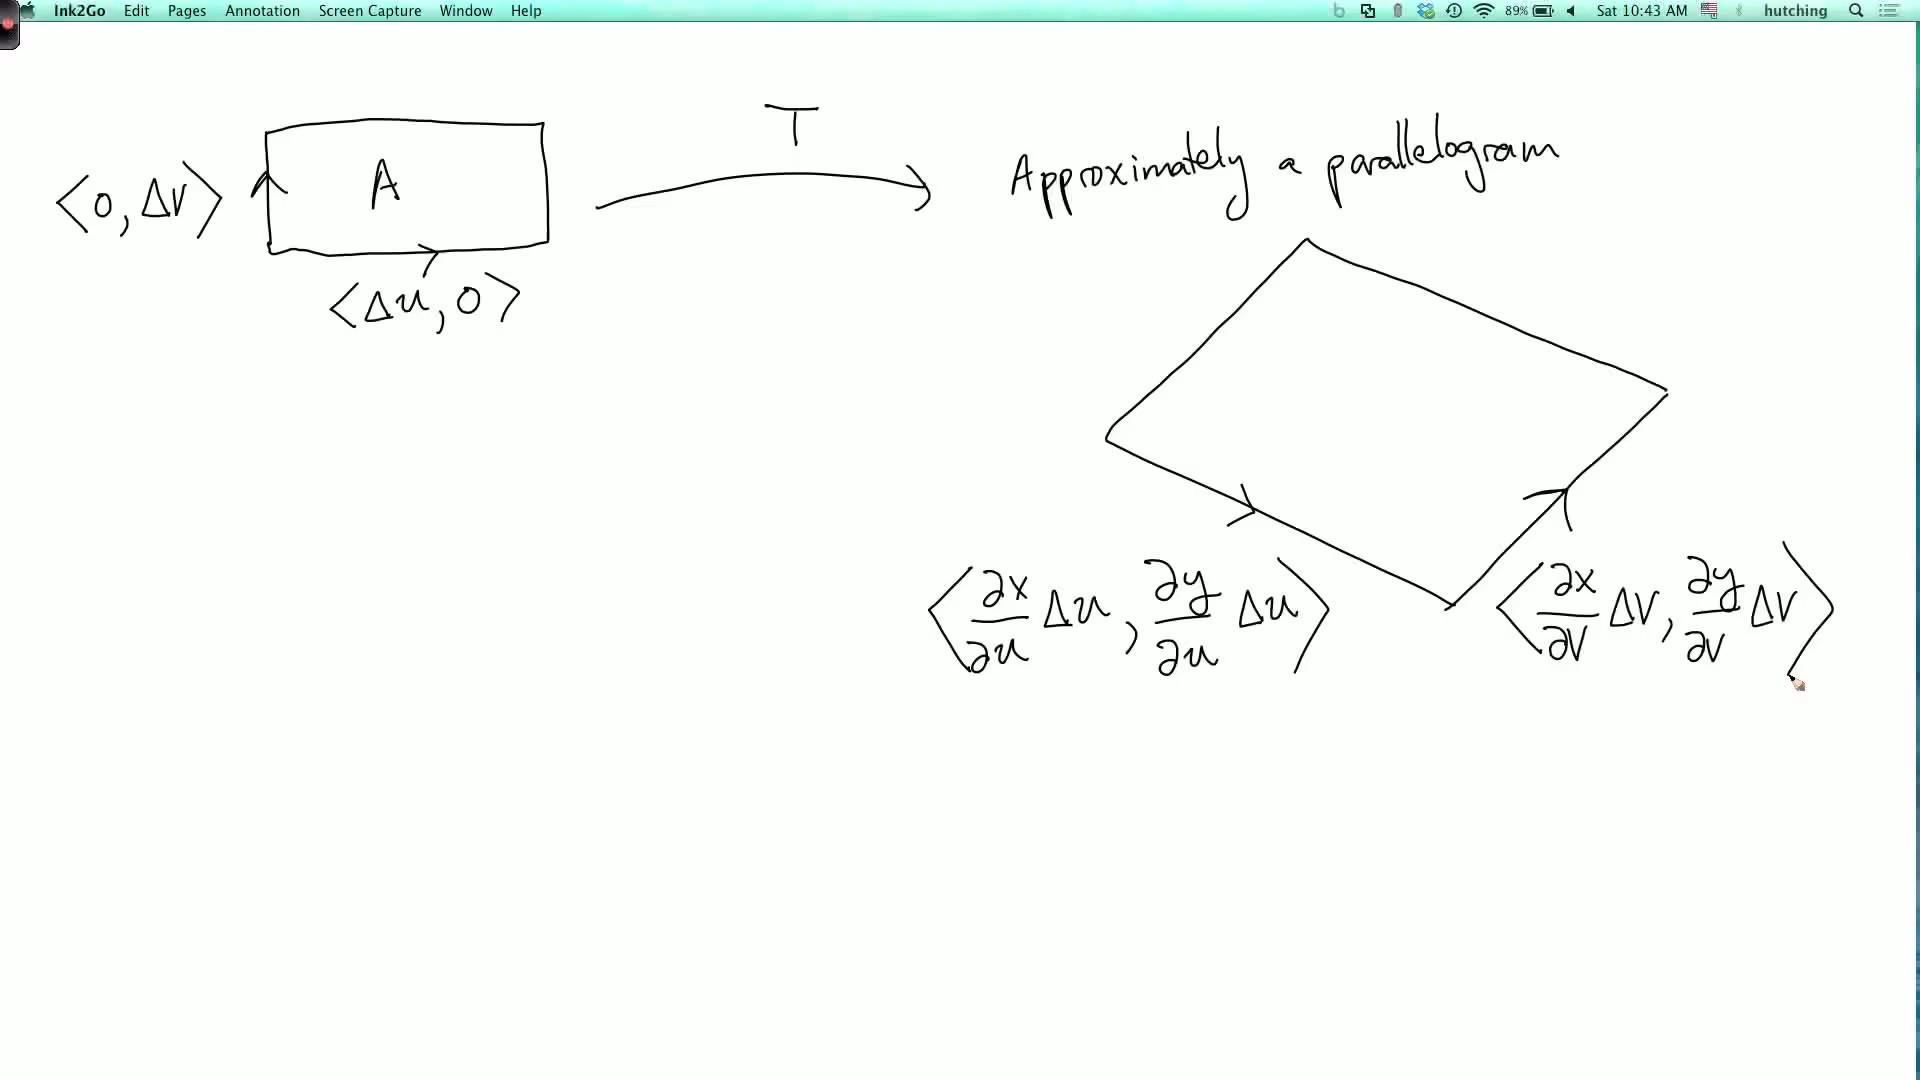 Ink2Go Edit Pages Annotation Screen Capture Window Help 89% Sat 10:43 AM hutching
T
Approximately a parallelogram
A
<0, Δv>
<Δu, 0>
<∂x/∂u Δu, ∂y/∂u Δu>
<∂x/∂v Δv, ∂y/∂v Δv>